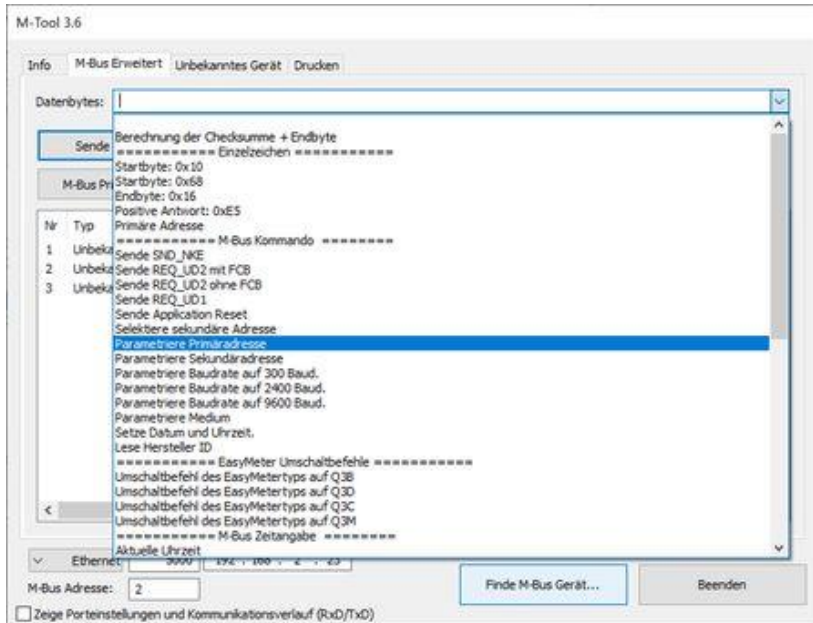 M-Tool 3.6
Info M-Bus Erweitert Unbekanntes Gerät Drucken
Datenbytes:
Berechnung der Checksumme + Endbyte
Sende
=========== Einzelzeichen ===========
Startbyte: 0x10
M-Bus Pri
Startbyte: 0x68
Endbyte: 0x16
Positive Antwort: 0xE5
Nr Typ
Primäre Adresse
=========== M-Bus Kommando ========
1 Unbeka
Sende SND_NKE
2 Unbeka
Sende REQ_UD2 mit FCB
3 Unbeka
Sende REQ_UD2 ohne FCB
Sende REQ_UD1
Sende Application Reset
Selektiere sekundäre Adresse
Parametriere Primäradresse
Parametriere Sekundäradresse
Parametriere Baudrate auf 300 Baud.
Parametriere Baudrate auf 2400 Baud.
Parametriere Baudrate auf 9600 Baud.
Parametriere Medium
Setze Datum und Uhrzeit.
Lese Hersteller ID
=========== EasyMeter Umschaltbefehle ===========
Umschaltbefehl des EasyMetertyps auf Q3B
Umschaltbefehl des EasyMetertyps auf Q3D
Umschaltbefehl des EasyMetertyps auf Q3C
Umschaltbefehl des EasyMetertyps auf Q3M
=========== M-Bus Zeitangabe ========
Aktuelle Uhrzeit
Ethernet 5000 192 . 168 . 2 . 25
M-Bus Adresse: 2
Finde M-Bus Gerät... Beenden
Zeige Porteinstellungen und Kommunikationsverlauf (RxD/TxD)